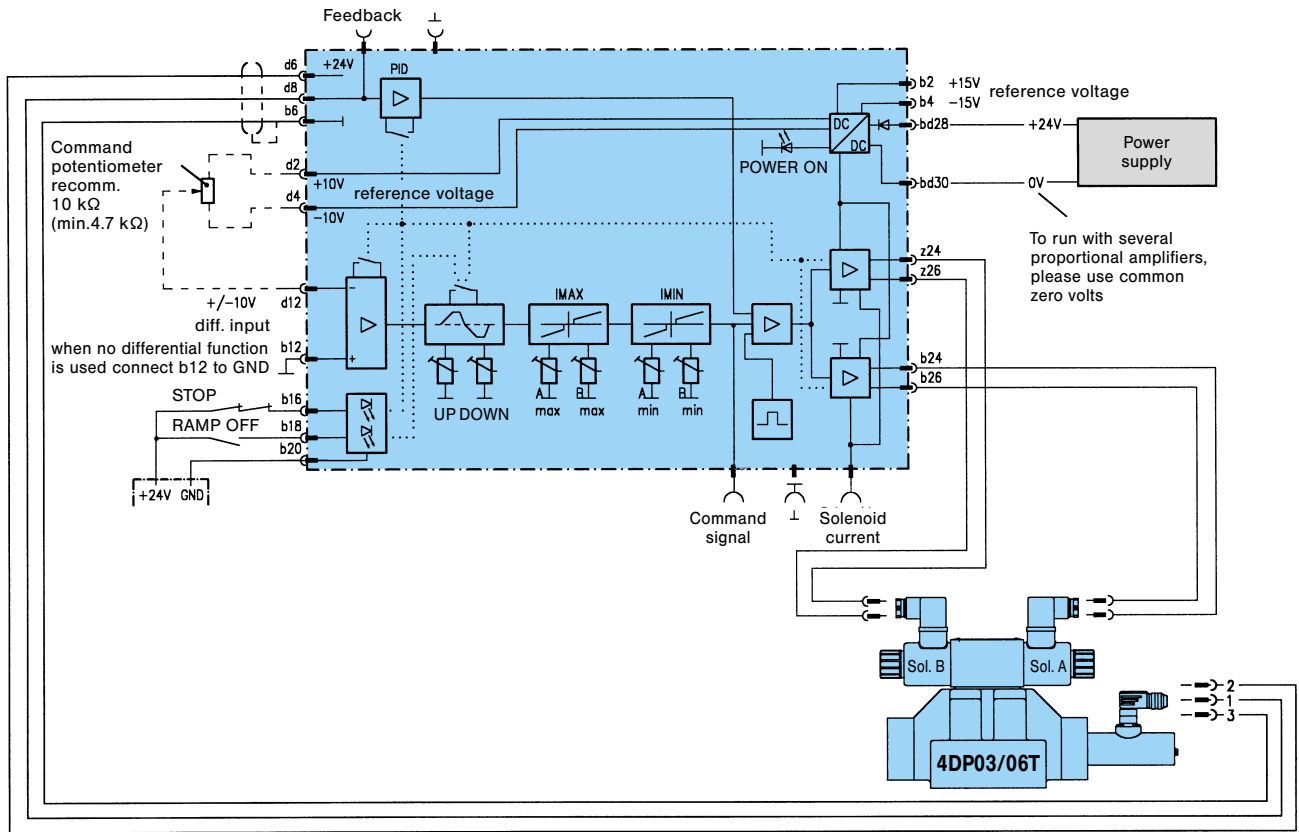 Feedback
⊥
d6
+24V
PID
b2
+15V
d8
b4
-15V
reference voltage
b6
DC
DC
bd28
+24V
Power
supply
POWER ON
bd30
0V
Command
potentiometer
recomm.
10 kΩ
(min.4.7 kΩ)
d2
+10V
reference voltage
d4
-10V
To run with several
proportional amplifiers,
please use common
zero volts
z24
z26
+/-10V
d12
-
diff. input
IMAX
IMIN
when no differential function
is used connect b12 to GND
b12
+
b24
b26
A
max
B
max
A
min
B
min
UP DOWN
STOP
b16
RAMP OFF
b18
b20
+24V GND
Command
signal
⊥
Solenoid
current
Sol. B
Sol. A
2
1
3
4DP03/06T